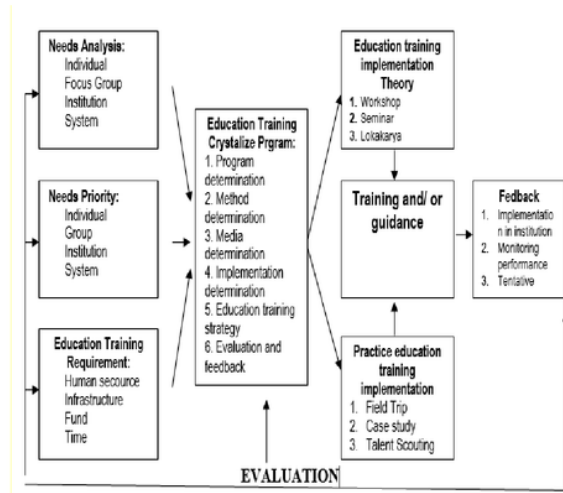 Needs Analysis:
Individual
Focus Group
Institution
System
Needs Priority:
Individual
Group
Institution
System
Education Training
Requirement:
Human secource
Infrastructure
Fund
Time
Education Training
Crystalize Prgram:
1. Program
determination
2. Method
determination
3. Media
determination
4. Implementation
determination
5. Education training
strategy
6. Evaluation and
feedback
Education training
implementation
Theory
1. Workshop
2. Seminar
3. Lokakarya
Training and/ or
guidance
Practice education
training
implementation
1. Field Trip
2. Case study
3. Talent Scouting
Fedback
1. Implementatio
n in institution
2. Monitoring
performance
3. Tentative
EVALUATION